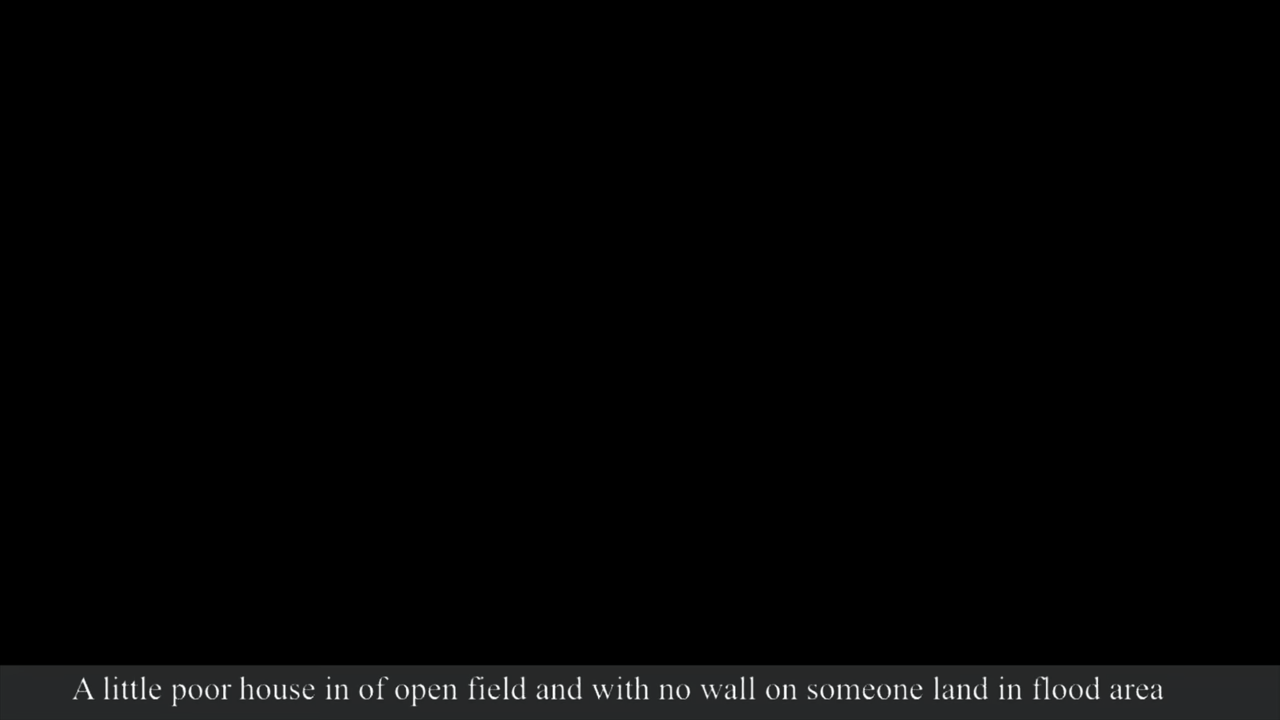 A little poor house in of open field and with no wall on someone land in flood area